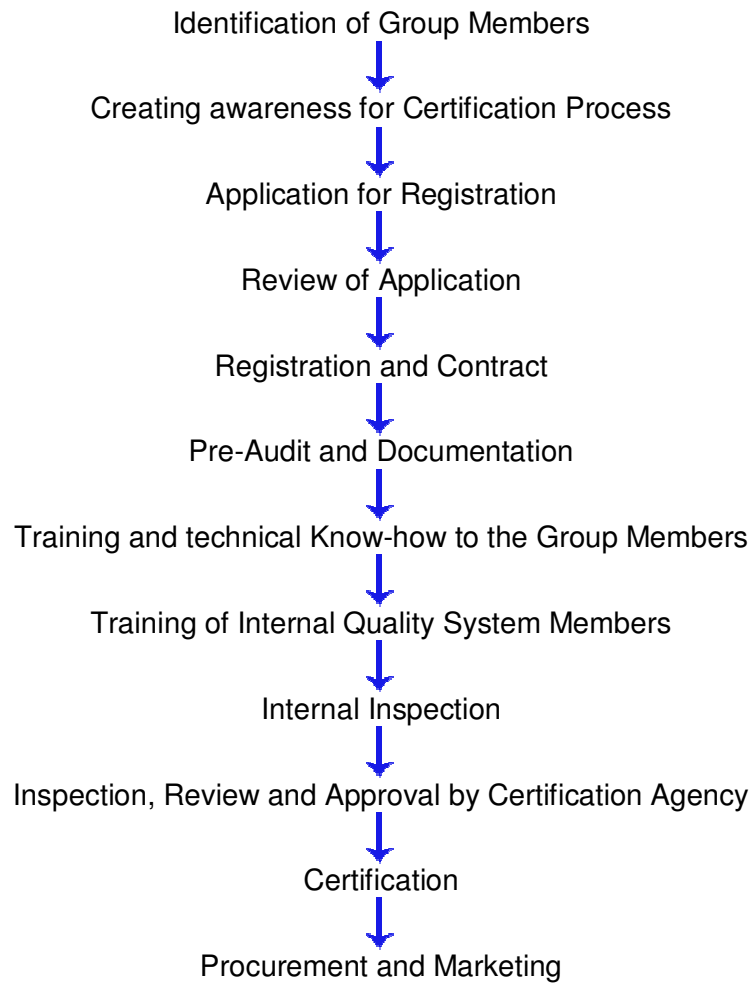 Identification of Group Members
Creating awareness for Certification Process
Application for Registration
Review of Application
Registration and Contract
Pre-Audit and Documentation
Training and technical Know-how to the Group Members
Training of Internal Quality System Members
Internal Inspection
Inspection, Review and Approval by Certification Agency
Certification
Procurement and Marketing